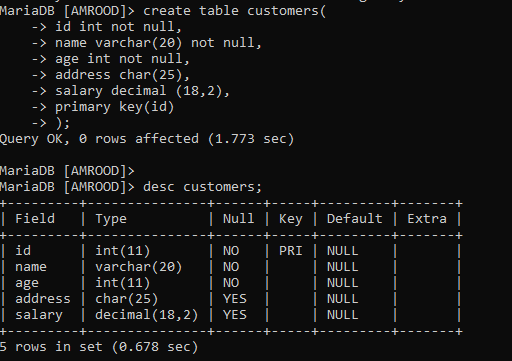 MariaDB [AMROOD]> create table customers(
    -> id int not null,
    -> name varchar(20) not null,
    -> age int not null,
    -> address char(25),
    -> salary decimal (18,2),
    -> primary key(id)
    -> );
Query OK, 0 rows affected (1.773 sec)

MariaDB [AMROOD]>
MariaDB [AMROOD]> desc customers;
+---------+---------------+------+-----+---------+-------+
| Field   | Type          | Null | Key | Default | Extra |
+---------+---------------+------+-----+---------+-------+
| id      | int(11)       | NO   | PRI | NULL    |       |
| name    | varchar(20)   | NO   |     | NULL    |       |
| age     | int(11)       | NO   |     | NULL    |       |
| address | char(25)      | YES  |     | NULL    |       |
| salary  | decimal(18,2) | YES  |     | NULL    |       |
+---------+---------------+------+-----+---------+-------+
5 rows in set (0.678 sec)